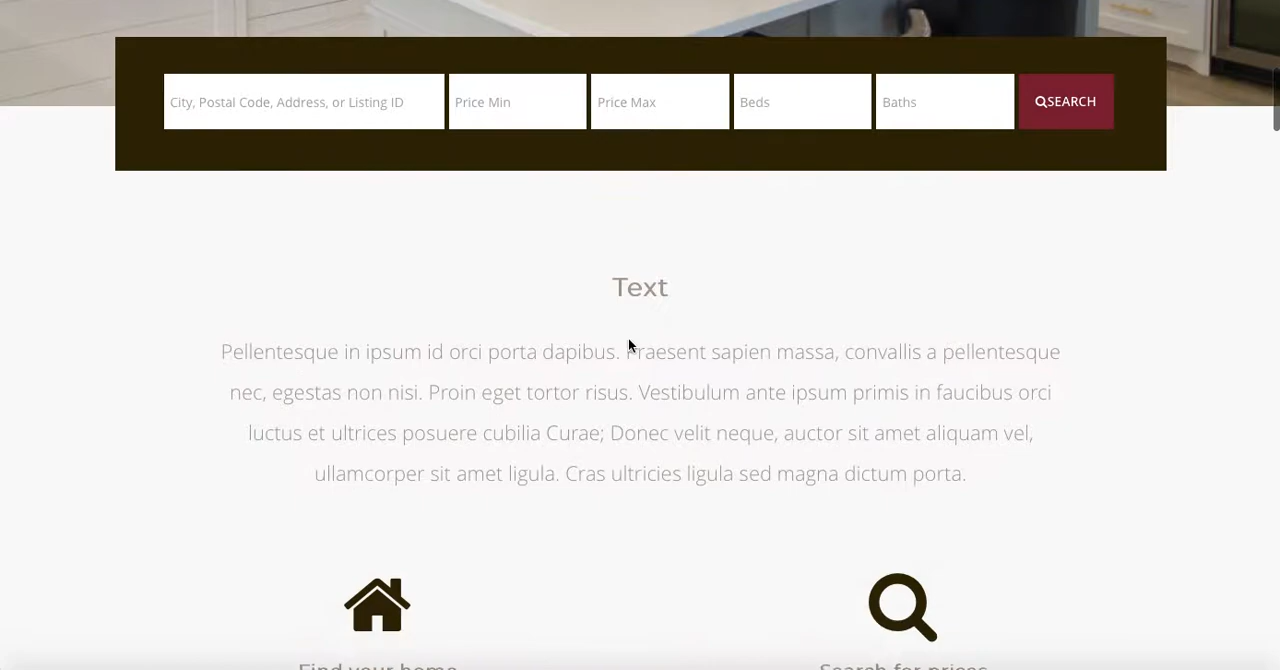 City, Postal Code, Address, or Listing ID Price Min Price Max Beds Baths SEARCH
Text
Pellentesque in ipsum id orci porta dapibus. Praesent sapien massa, convallis a pellentesque
nec, egestas non nisi. Proin eget tortor risus. Vestibulum ante ipsum primis in faucibus orci
luctus et ultrices posuere cubilia Curae; Donec velit neque, auctor sit amet aliquam vel,
ullamcorper sit amet ligula. Cras ultricies ligula sed magna dictum porta.
Find your home Search for prices